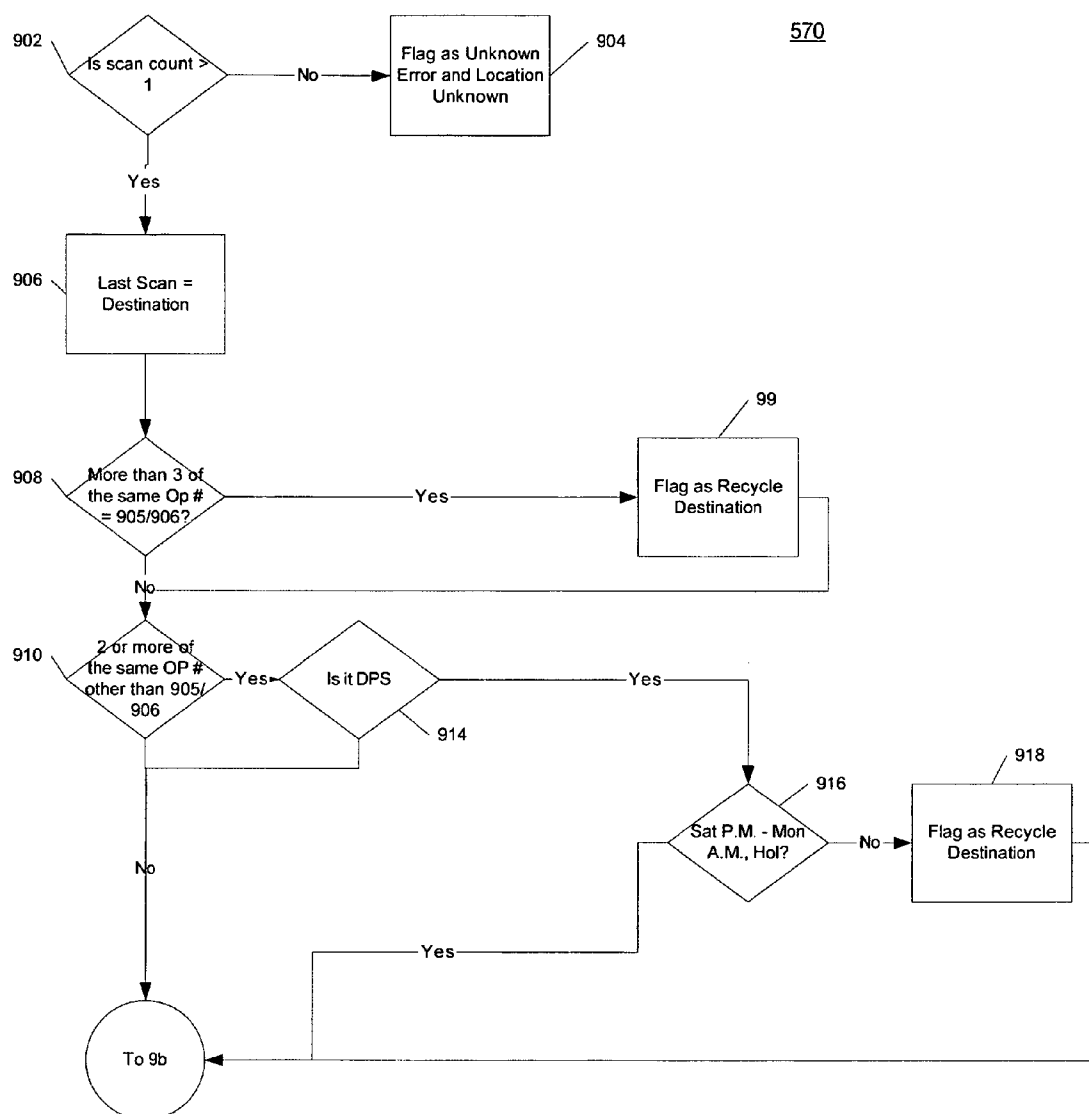 570
902
Is scan count >
1
No
Flag as Unknown
Error and Location
Unknown
904
Yes
906
Last Scan =
Destination
99
908
More than 3 of
the same Op #
= 905/906?
Yes
Flag as Recycle
Destination
No
910
2 or more of
the same OP #
other than 905/
906
Yes
Is it DPS
Yes
914
916
Sat P.M. - Mon
A.M., Hol?
No
918
Flag as Recycle
Destination
No
Yes
To 9b